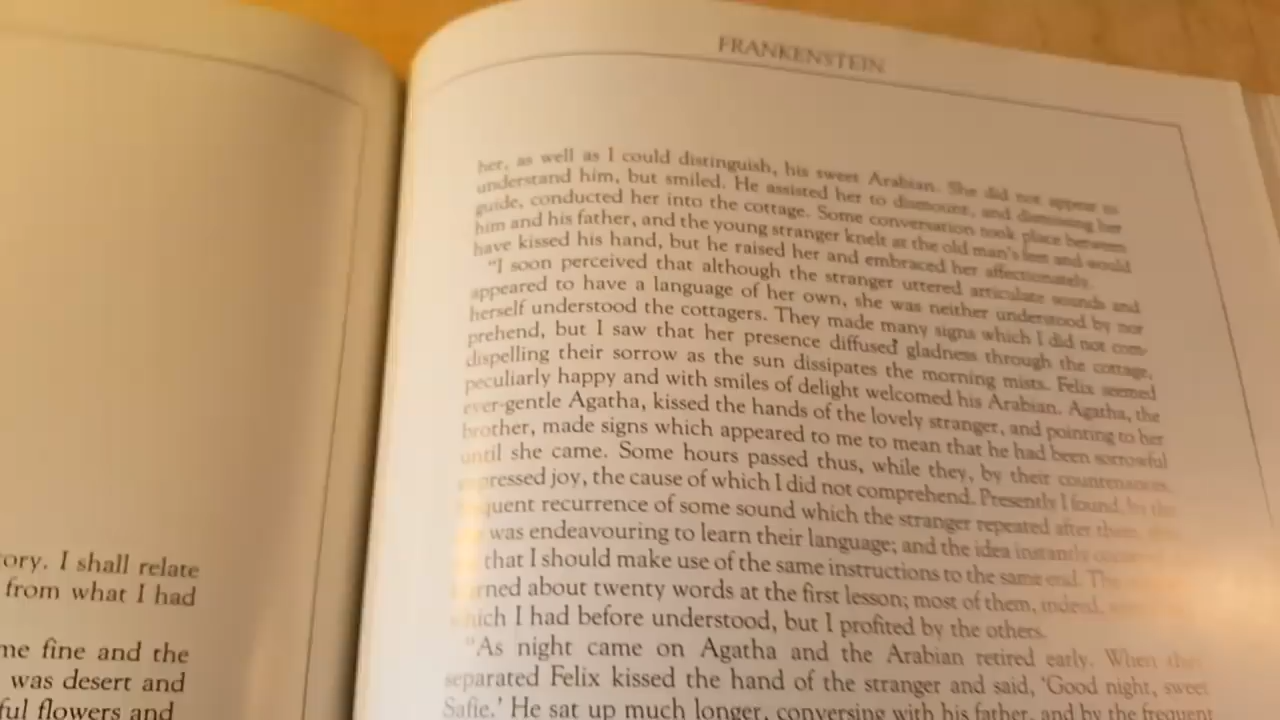 ory. I shall relate
from what I had
me fine and the
was desert and
ful flowers and
FRANKENSTEIN
her, as well as I could distinguish, his sweet Arabian. She did not appear to
understand him, but smiled. He assisted her to dismount, and dismissing her
guide, conducted her into the cottage. Some conversation took place between
him and his father, and the young stranger knelt at the old man's feet and would
have kissed his hand, but he raised her and embraced her affectionately.
"I soon perceived that although the stranger uttered articulate sounds and
appeared to have a language of her own, she was neither understood by nor
herself understood the cottagers. They made many signs which I did not com-
prehend, but I saw that her presence diffused gladness through the cottage,
dispelling their sorrow as the sun dissipates the morning mists. Felix seemed
peculiarly happy and with smiles of delight welcomed his Arabian. Agatha, the
ever-gentle Agatha, kissed the hands of the lovely stranger, and pointing to her
brother, made signs which appeared to me to mean that he had been sorrowful
until she came. Some hours passed thus, while they, by their countenances,
pressed joy, the cause of which I did not comprehend. Presently I found, by the
quent recurrence of some sound which the stranger repeated after them,
was endeavouring to learn their language; and the idea instantly
that I should make use of the same instructions to the same end. The
rned about twenty words at the first lesson; most of them, indeed,
which I had before understood, but I profited by the others.
"As night came on Agatha and the Arabian retired early. When they
separated Felix kissed the hand of the stranger and said, 'Good night, sweet
Safie.' He sat up much longer, conversing with his father, and by the frequent